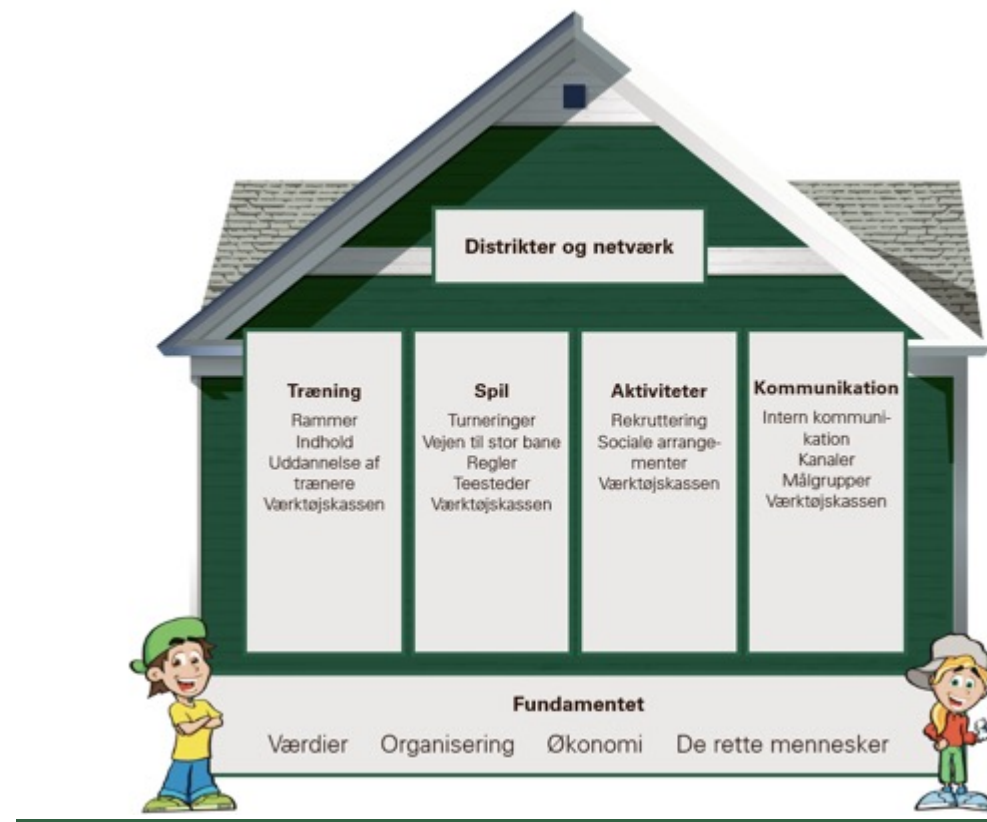 Distrikter og netværk
Træning
Rammer
Indhold
Uddannelse af
trænere
Værktøjskassen
Spil
Turneringer
Vejen til stor bane
Regler
Teesteder
Værktøjskassen
Aktiviteter
Rekruttering
Sociale arrange-
menter
Værktøjskassen
Kommunikation
Intern kommuni-
kation
Kanaler
Målgrupper
Værktøjskassen
Fundamentet
Værdier Organisering Økonomi De rette mennesker